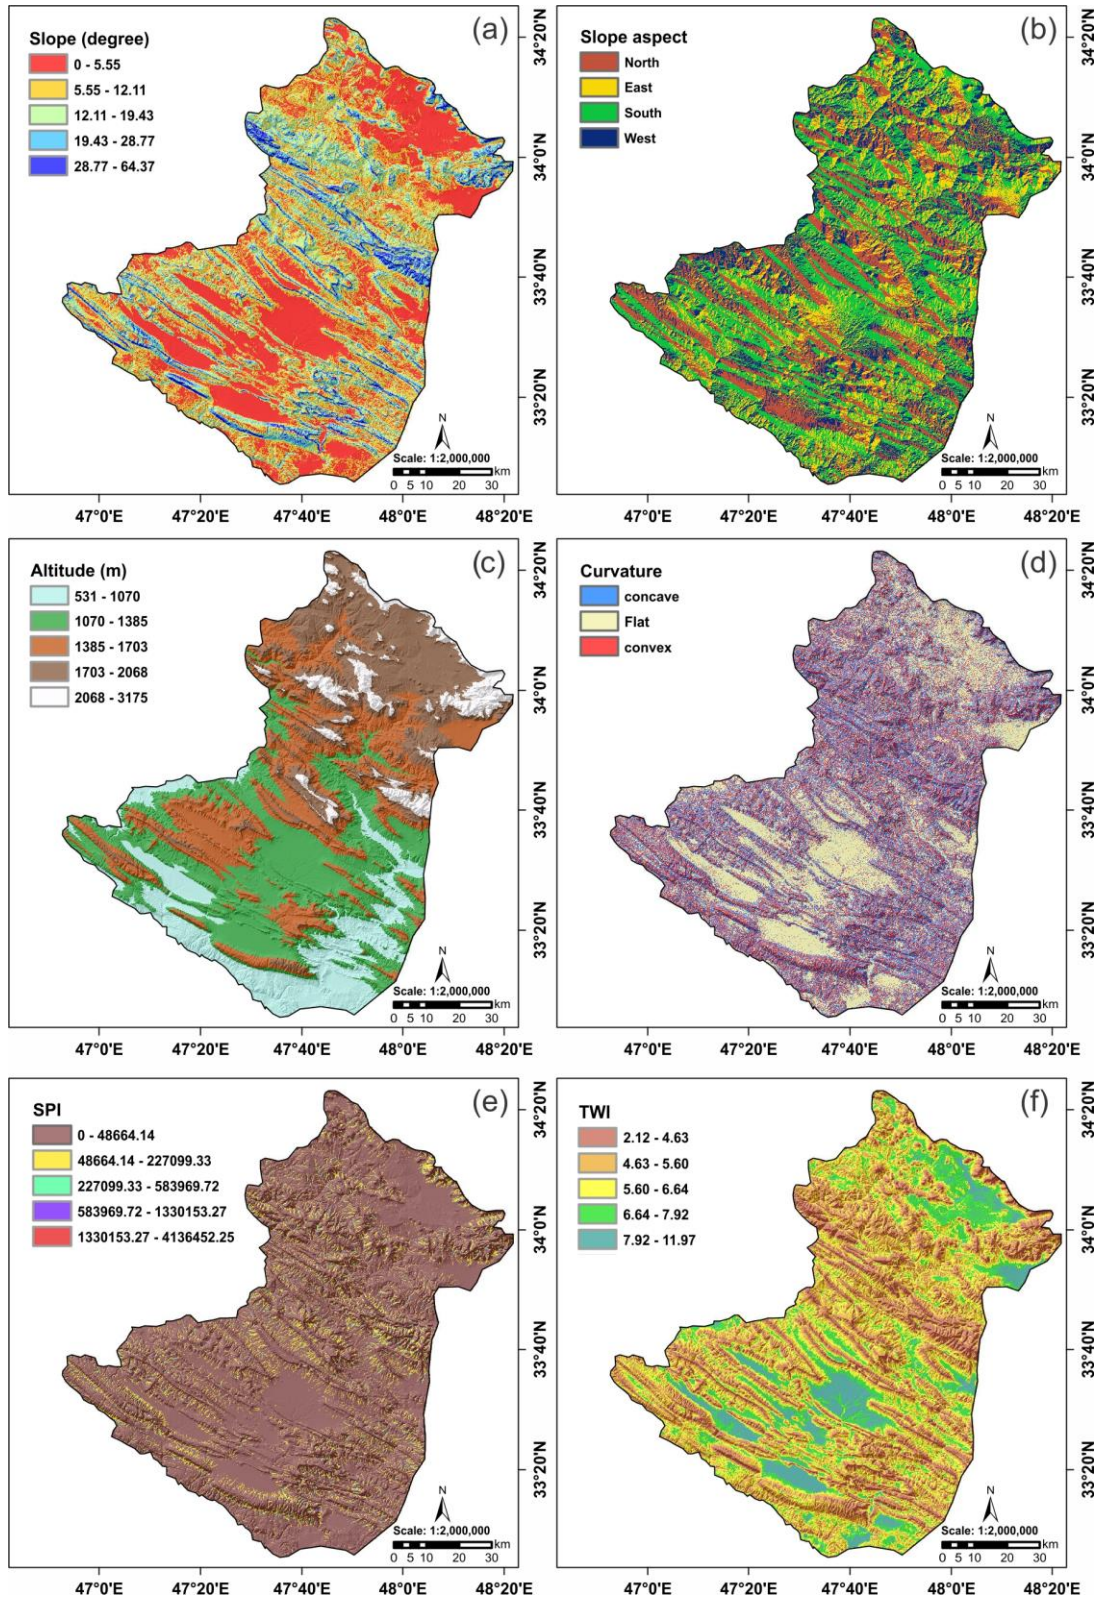 Slope (degree)
0 - 5.55
5.55 - 12.11
12.11 - 19.43
19.43 - 28.77
28.77 - 64.37
(a)
N
Scale: 1:2,000,000
0 5 10 20 30 km
34°20'N
34°0'N
33°40'N
33°20'N
47°0'E 47°20'E 47°40'E 48°0'E 48°20'E
Slope aspect
North
East
South
West
(b)
N
Scale: 1:2,000,000
0 5 10 20 30 km
34°20'N
34°0'N
33°40'N
33°20'N
47°0'E 47°20'E 47°40'E 48°0'E 48°20'E
Altitude (m)
531 - 1070
1070 - 1385
1385 - 1703
1703 - 2068
2068 - 3175
(c)
N
Scale: 1:2,000,000
0 5 10 20 30 km
34°20'N
34°0'N
33°40'N
33°20'N
47°0'E 47°20'E 47°40'E 48°0'E 48°20'E
Curvature
concave
Flat
convex
(d)
N
Scale: 1:2,000,000
0 5 10 20 30 km
34°20'N
34°0'N
33°40'N
33°20'N
47°0'E 47°20'E 47°40'E 48°0'E 48°20'E
SPI
0 - 48664.14
48664.14 - 227099.33
227099.33 - 583969.72
583969.72 - 1330153.27
1330153.27 - 4136452.25
(e)
N
Scale: 1:2,000,000
0 5 10 20 30 km
34°20'N
34°0'N
33°40'N
33°20'N
47°0'E 47°20'E 47°40'E 48°0'E 48°20'E
TWI
2.12 - 4.63
4.63 - 5.60
5.60 - 6.64
6.64 - 7.92
7.92 - 11.97
(f)
N
Scale: 1:2,000,000
0 5 10 20 30 km
34°20'N
34°0'N
33°40'N
33°20'N
47°0'E 47°20'E 47°40'E 48°0'E 48°20'E